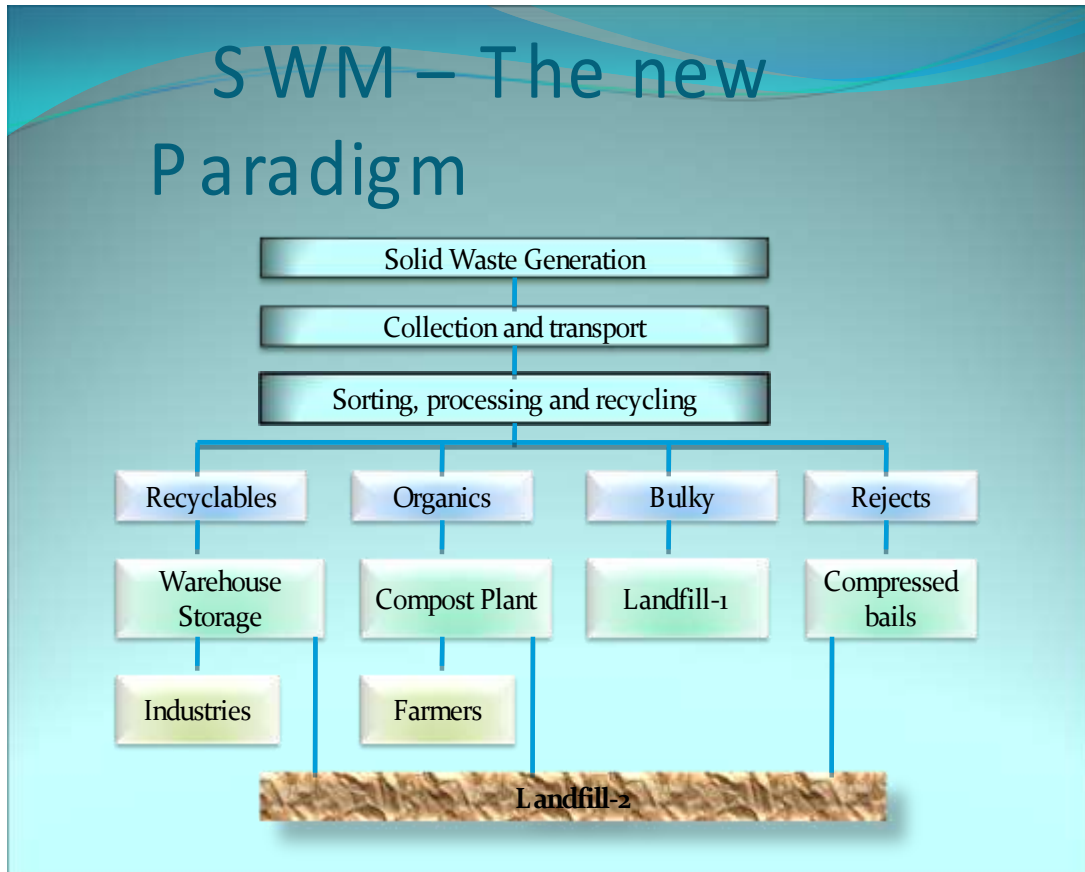 SWM – The new
Paradigm
Solid Waste Generation
Collection and transport
Sorting, processing and recycling
Recyclables
Organics
Bulky
Rejects
Warehouse
Storage
Compost Plant
Landfill-1
Compressed
bails
Industries
Farmers
Landfill-2